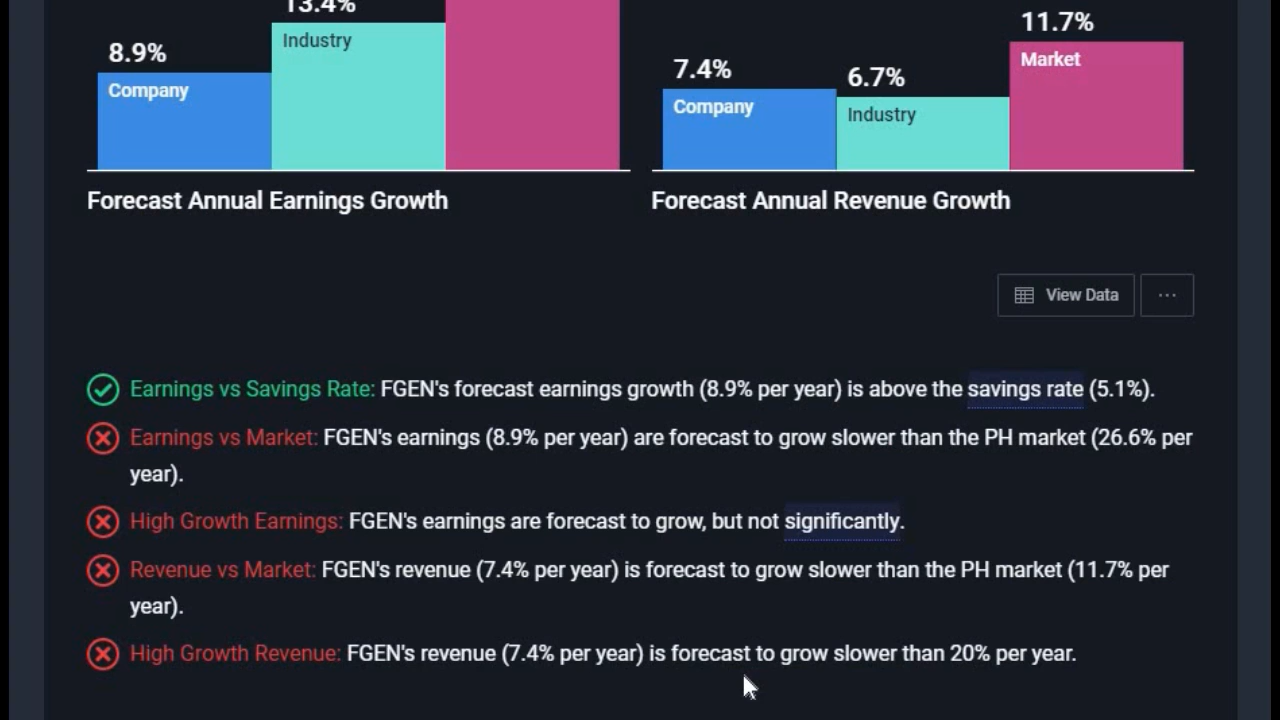 13.4%
8.9%
Industry
Company
11.7%
Market
7.4%
6.7%
Company
Industry
Forecast Annual Earnings Growth
Forecast Annual Revenue Growth
View Data
...
Earnings vs Savings Rate: FGEN's forecast earnings growth (8.9% per year) is above the savings rate (5.1%).
Earnings vs Market: FGEN's earnings (8.9% per year) are forecast to grow slower than the PH market (26.6% per
year).
High Growth Earnings: FGEN's earnings are forecast to grow, but not significantly.
Revenue vs Market: FGEN's revenue (7.4% per year) is forecast to grow slower than the PH market (11.7% per
year).
High Growth Revenue: FGEN's revenue (7.4% per year) is forecast to grow slower than 20% per year.